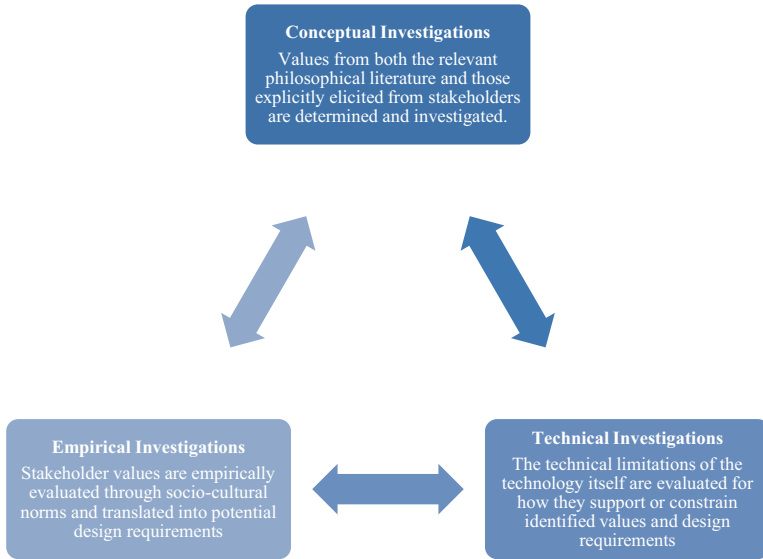 Conceptual Investigations
Values from both the relevant
philosophical literature and those
explicitly elicited from stakeholders
are determined and investigated.
Empirical Investigations
Stakeholder values are empirically
evaluated through socio-cultural
norms and translated into potential
design requirements
Technical Investigations
The technical limitations of the
technology itself are evaluated for
how they support or constrain
identified values and design
requirements